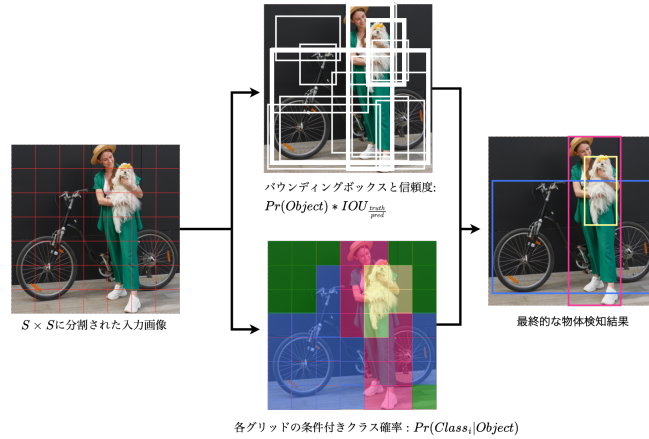 S × Sに分割された入力画像
バウンディングボックスと信頼度:
Pr(Object) ∗ IOU truth pred
各グリッドの条件付きクラス確率 : Pr(Class_i|Object)
最終的な物体検知結果